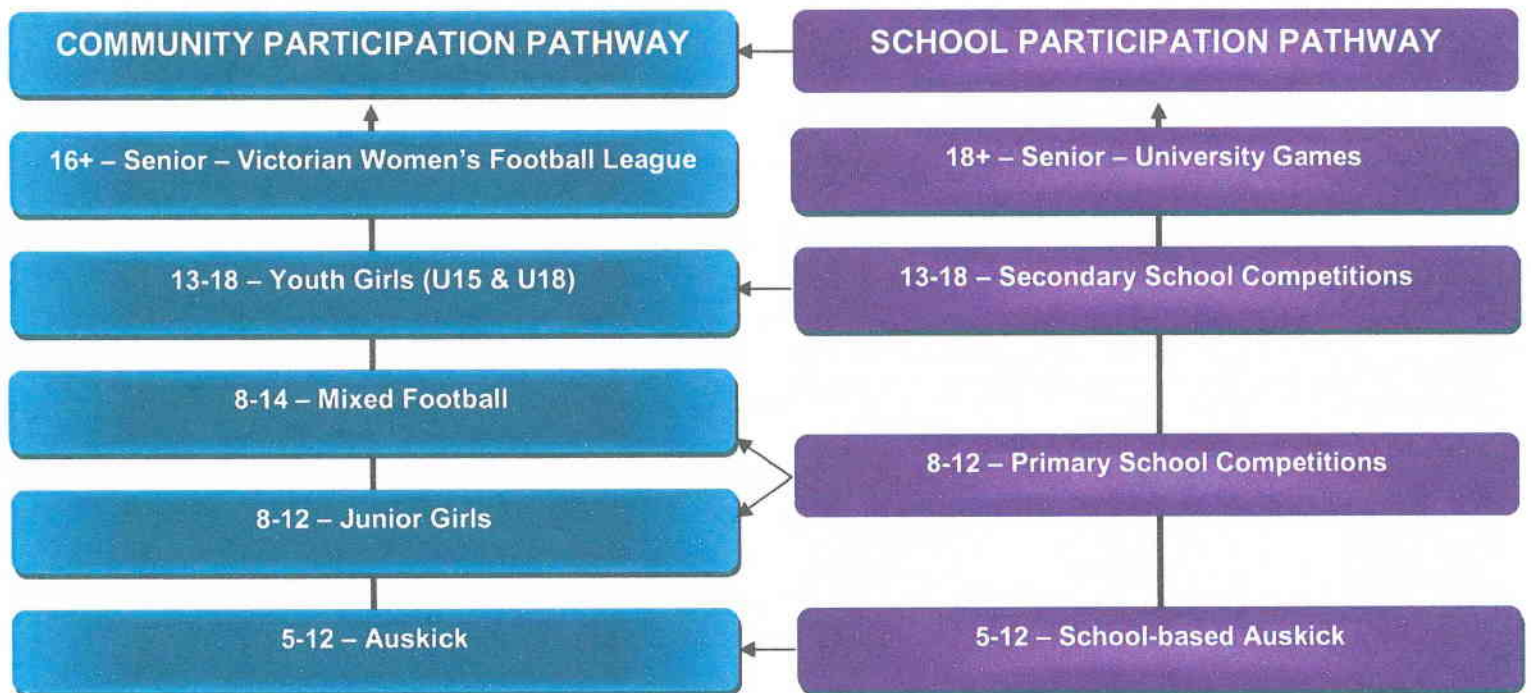 COMMUNITY PARTICIPATION PATHWAY
16+ – Senior – Victorian Women's Football League
13-18 – Youth Girls (U15 & U18)
8-14 – Mixed Football
8-12 – Junior Girls
5-12 – Auskick
SCHOOL PARTICIPATION PATHWAY
18+ – Senior – University Games
13-18 – Secondary School Competitions
8-12 – Primary School Competitions
5-12 – School-based Auskick